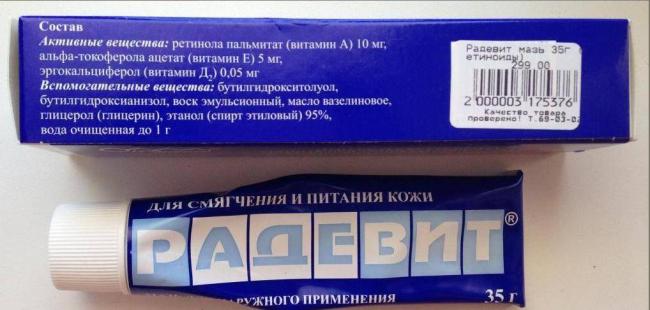 Состав
Активные вещества: ретинола пальмитат (витамин А) 10 мг,
альфа-токоферола ацетат (витамин Е) 5 мг,
эргокальциферол (витамин Д₂) 0,05 мг
Вспомогательные вещества: бутилгидрокситолуол,
бутилгидроксианизол, воск эмульсионный, масло вазелиновое,
глицерол (глицерин), этанол (спирт этиловый) 95%,
вода очищенная до 1 г
Радевит мазь 35г (
етиноиды)
299.00
2 000003 175376
Качество товара
Проверено! Т.69-03-02
ДЛЯ СМЯГЧЕНИЯ И ПИТАНИЯ КОЖИ
РАДЕВИТ®
ПРИМЕНЕНИЯ
35 г